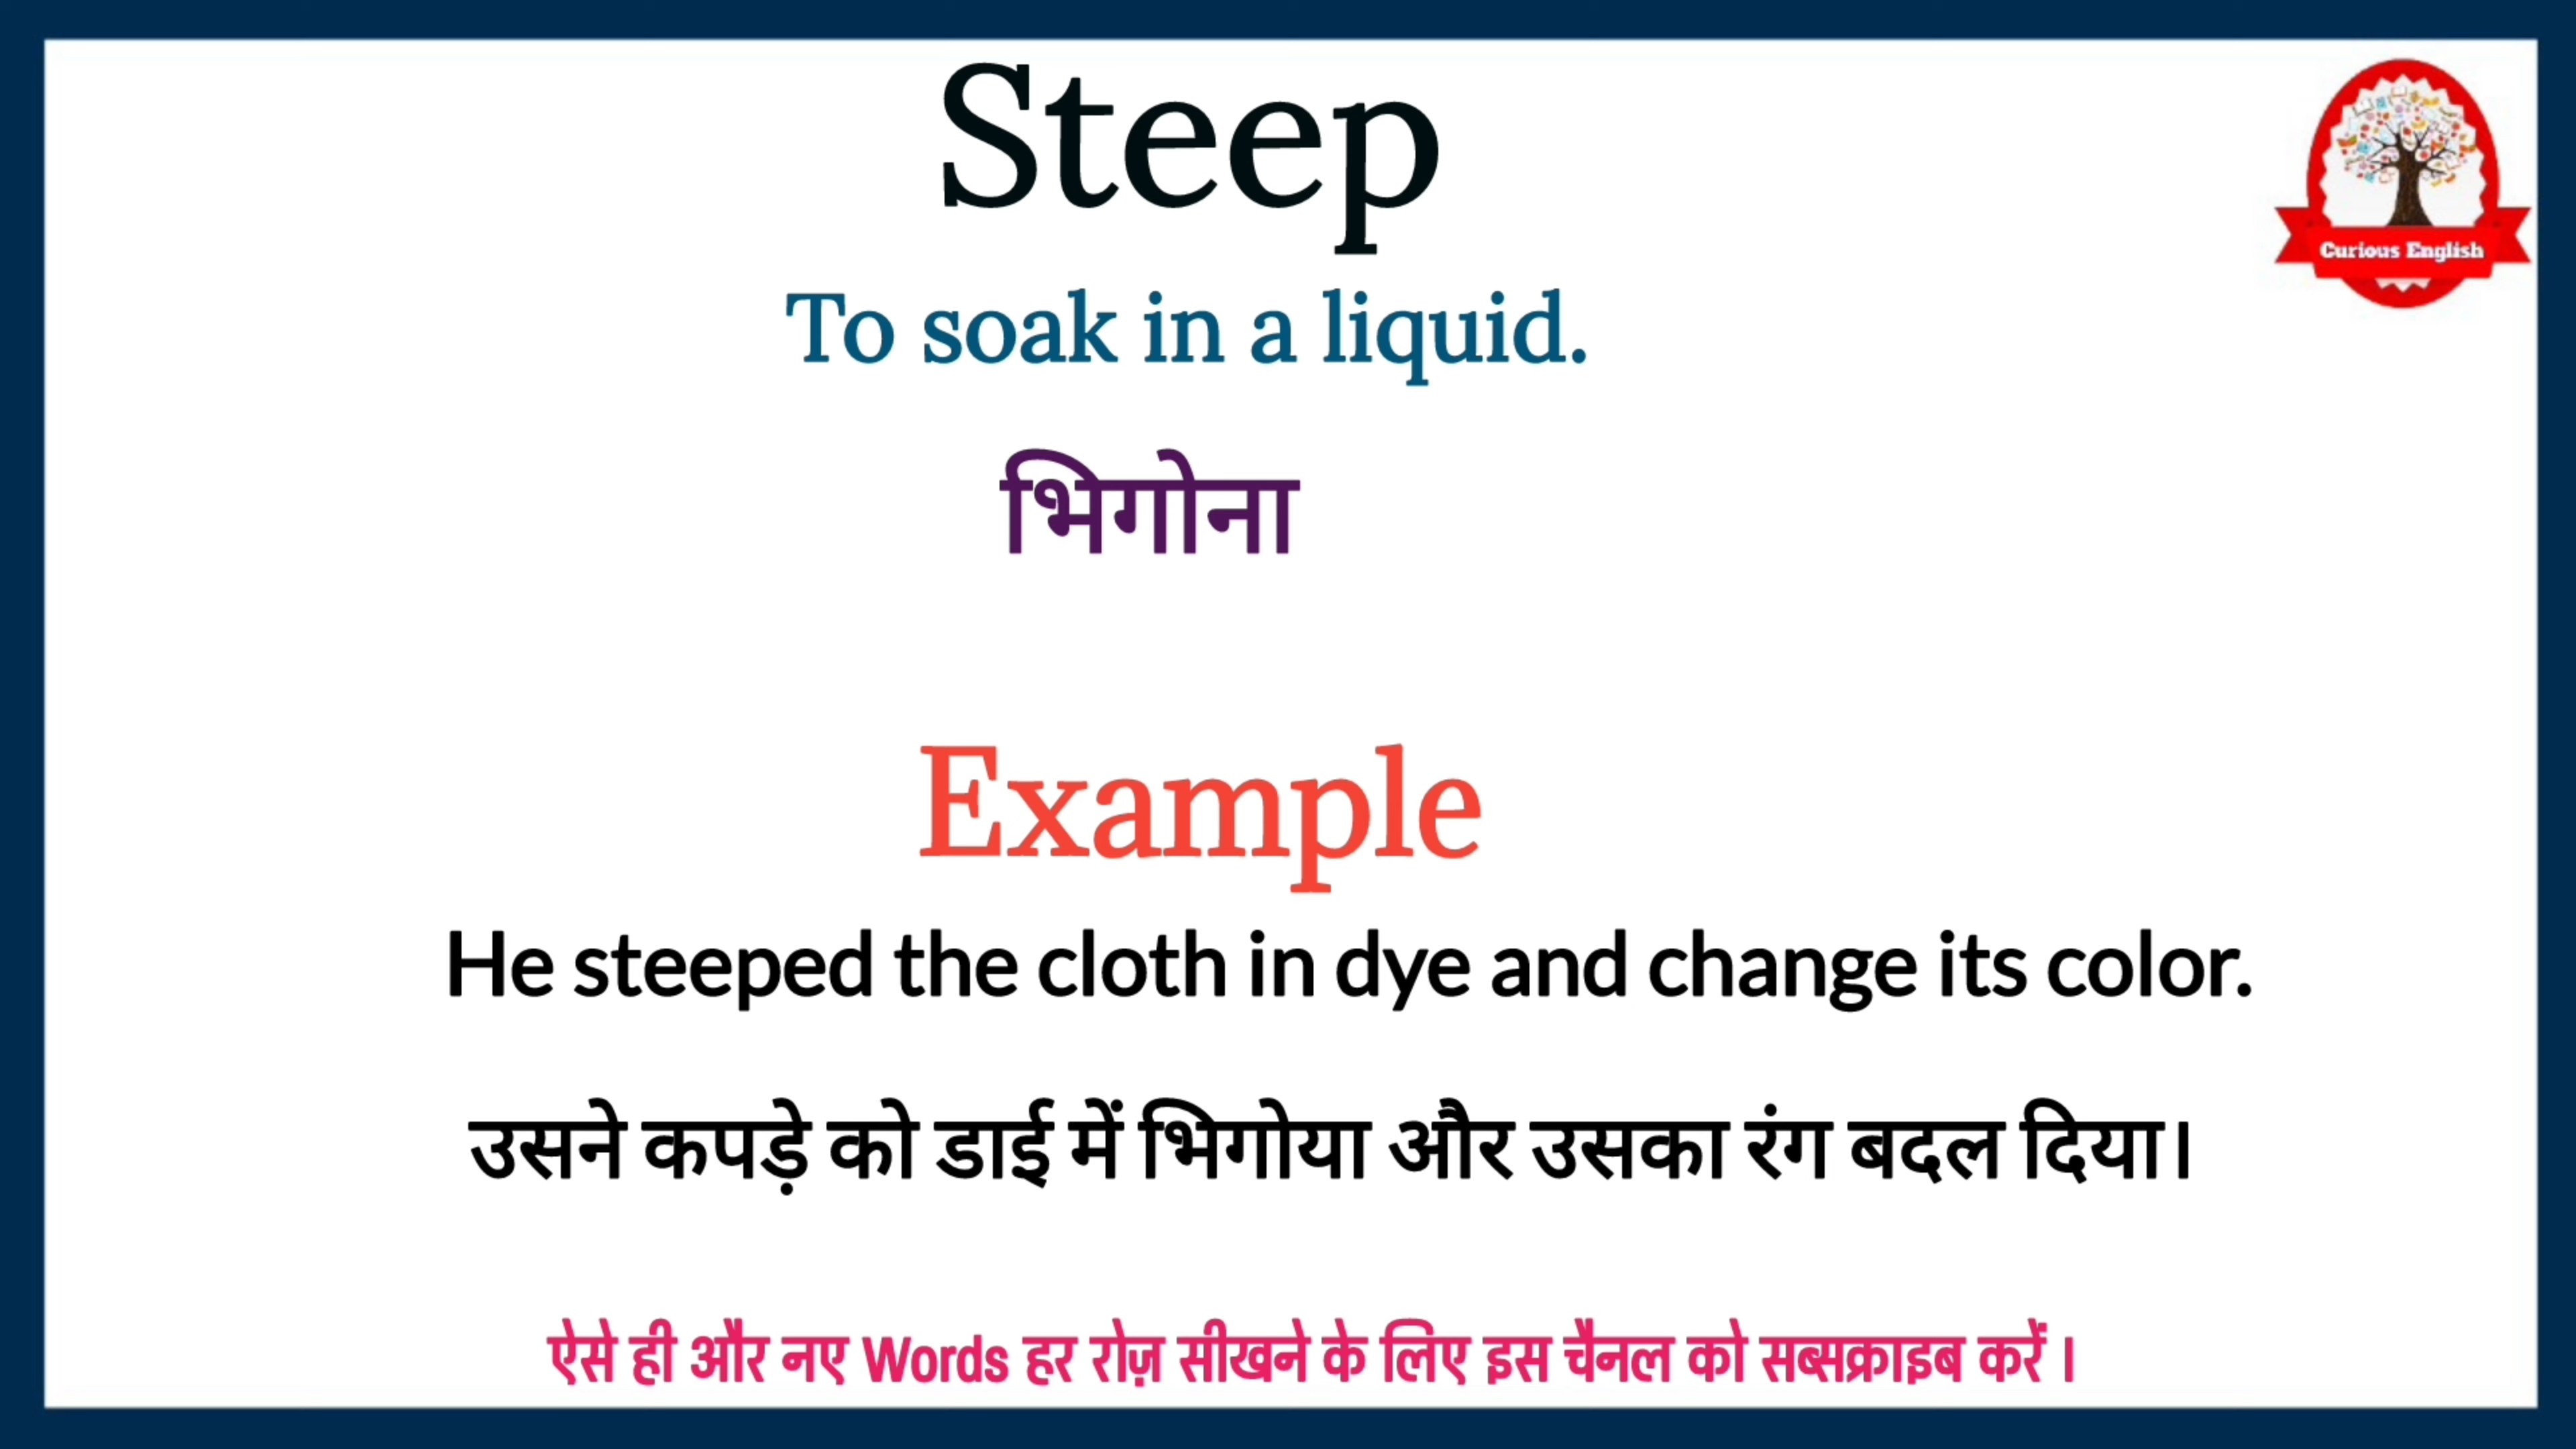 Steep
Curious English
To soak in a liquid.
भिगोना
Example
He steeped the cloth in dye and change its color.
उसने कपड़े को डाई में भिगोया और उसका रंग बदल दिया।
ऐसे ही और नए Words हर रोज़ सीखने के लिए इस चैनल को सब्सक्राइब करें ।